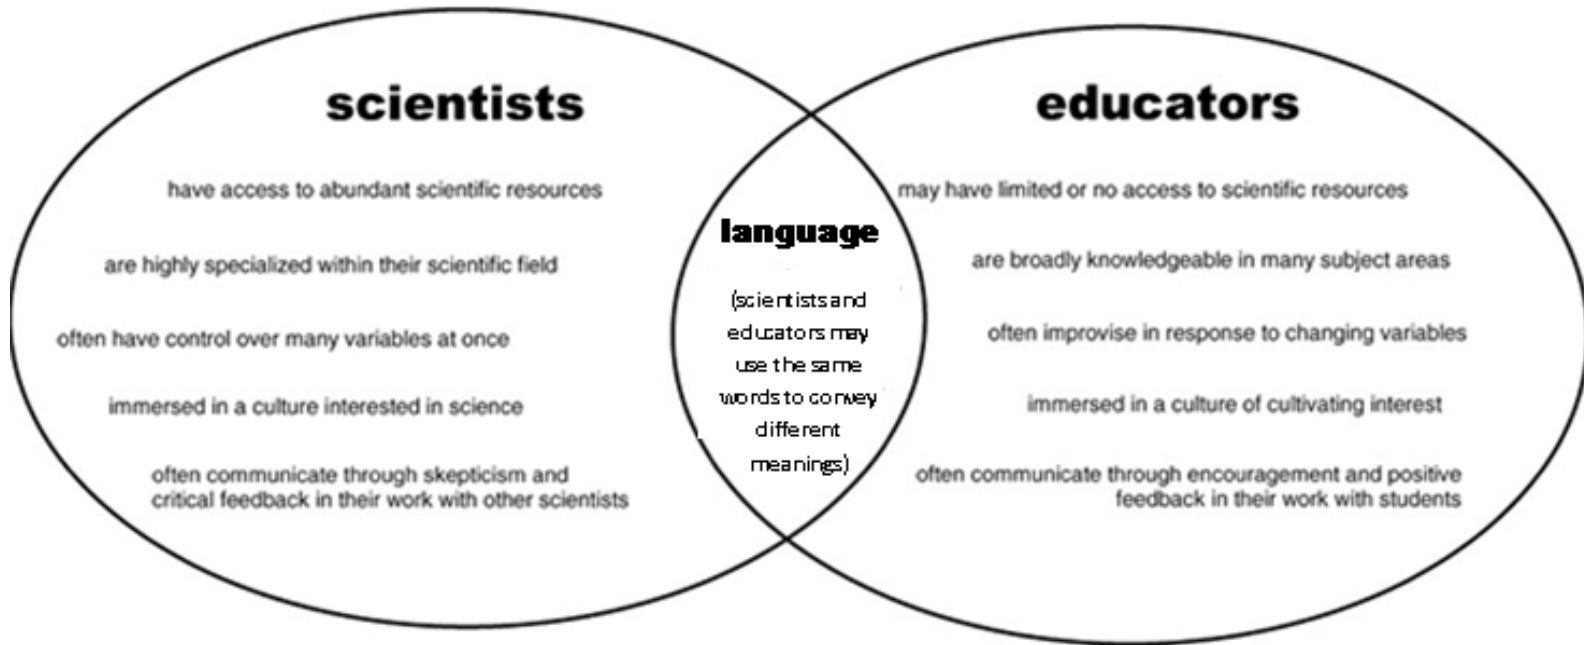 scientists
have access to abundant scientific resources
are highly specialized within their scientific field
often have control over many variables at once
immersed in a culture interested in science
often communicate through skepticism and
critical feedback in their work with other scientists
language
(scientists and
educators may
use the same
words to convey
different
meanings)
educators
may have limited or no access to scientific resources
are broadly knowledgeable in many subject areas
often improvise in response to changing variables
immersed in a culture of cultivating interest
often communicate through encouragement and positive
feedback in their work with students